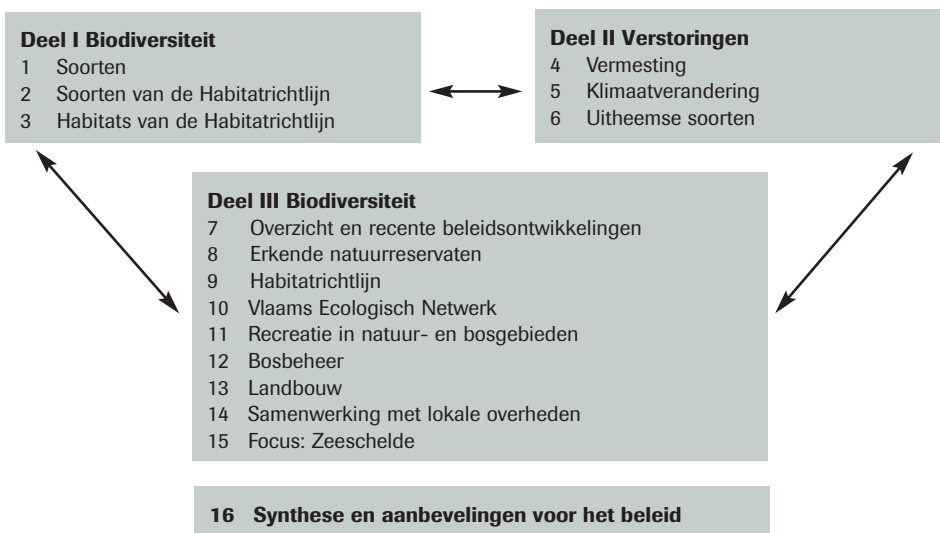 Deel I Biodiversiteit
1 Soorten
2 Soorten van de Habitatrichtlijn
3 Habitats van de Habitatrichtlijn
Deel II Verstoringen
4 Vermesting
5 Klimaatverandering
6 Uitheemse soorten
Deel III Biodiversiteit
7 Overzicht en recente beleidsontwikkelingen
8 Erkende natuurreservaten
9 Habitatrichtlijn
10 Vlaams Ecologisch Netwerk
11 Recreatie in natuur- en bosgebieden
12 Bosbeheer
13 Landbouw
14 Samenwerking met lokale overheden
15 Focus: Zeeschelde
16 Synthese en aanbevelingen voor het beleid